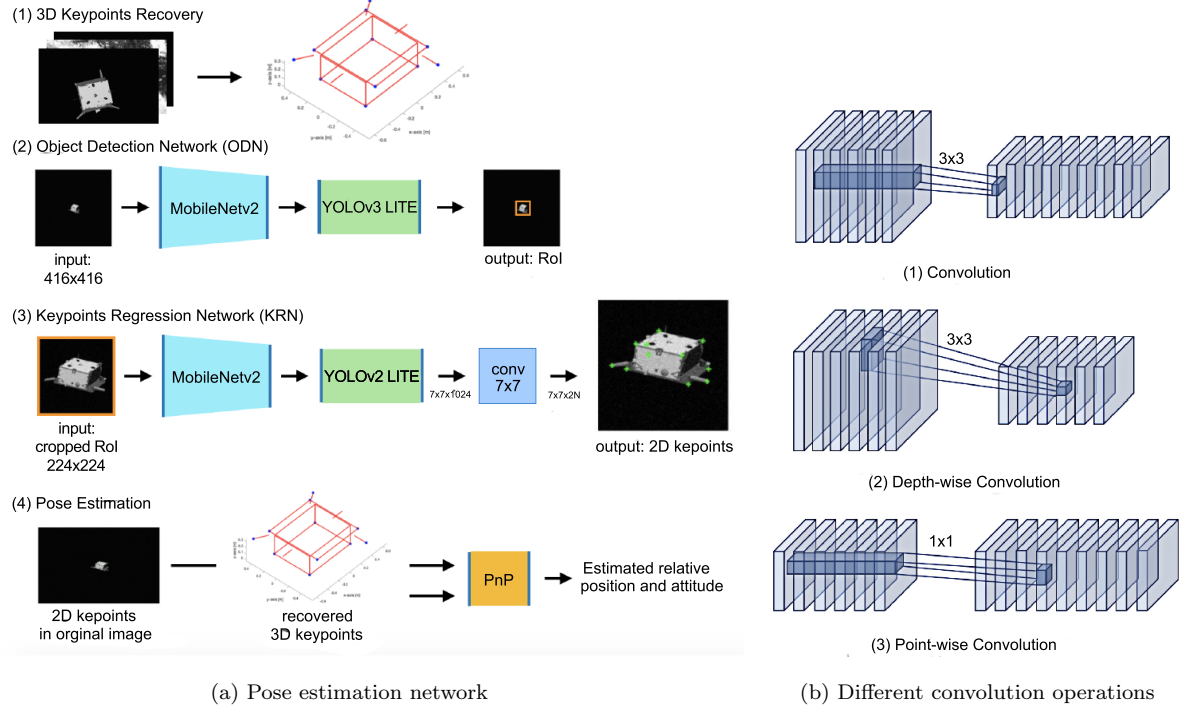 (1) 3D Keypoints Recovery
z-axis [m]
y-axis [m]
x-axis [m]
(2) Object Detection Network (ODN)
MobileNetv2
YOLOv3 LITE
input:
416x416
output: RoI
(3) Keypoints Regression Network (KRN)
MobileNetv2
YOLOv2 LITE
7x7x1024
conv
7x7
7x7x2N
input:
cropped RoI
224x224
output: 2D kepoints
(4) Pose Estimation
2D kepoints
in orginal image
recovered
3D keypoints
PnP
Estimated relative
position and attitude
(a) Pose estimation network
3x3
(1) Convolution
3x3
(2) Depth-wise Convolution
1x1
(3) Point-wise Convolution
(b) Different convolution operations